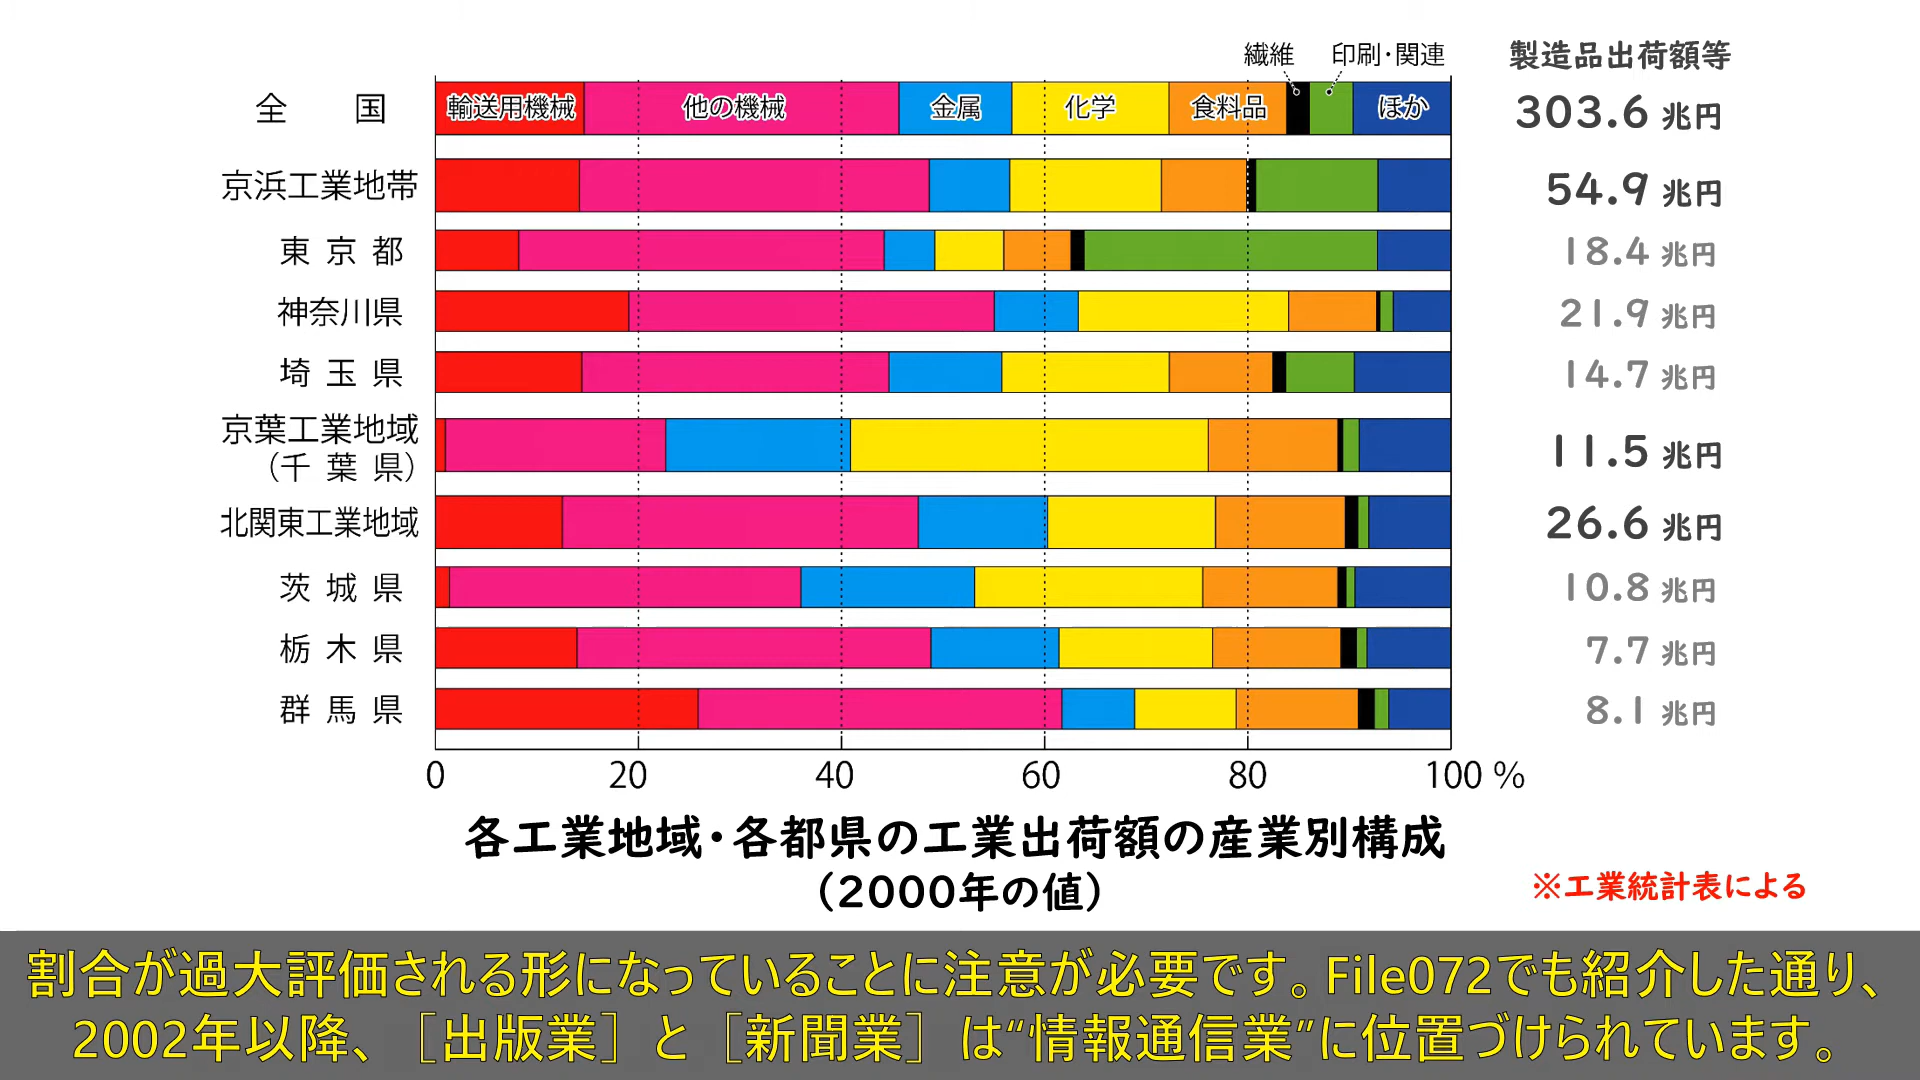 繊維 印刷・関連 製造品出荷額等
全国 輸送用機械 他の機械 金属 化学 食料品 ほか 303.6 兆円
京浜工業地帯 54.9 兆円
東京都 18.4 兆円
神奈川県 21.9 兆円
埼玉県 14.7 兆円
京葉工業地域
（千葉県） 11.5 兆円
北関東工業地域 26.6 兆円
茨城県 10.8 兆円
栃木県 7.7 兆円
群馬県 8.1 兆円
0 20 40 60 80 100 %
各工業地域・各都県の工業出荷額の産業別構成
（2000年の値）
※工業統計表による
割合が過大評価される形になっていることに注意が必要です。File072でも紹介した通り、
2002年以降、［出版業］と［新聞業］は“情報通信業”に位置づけられています。